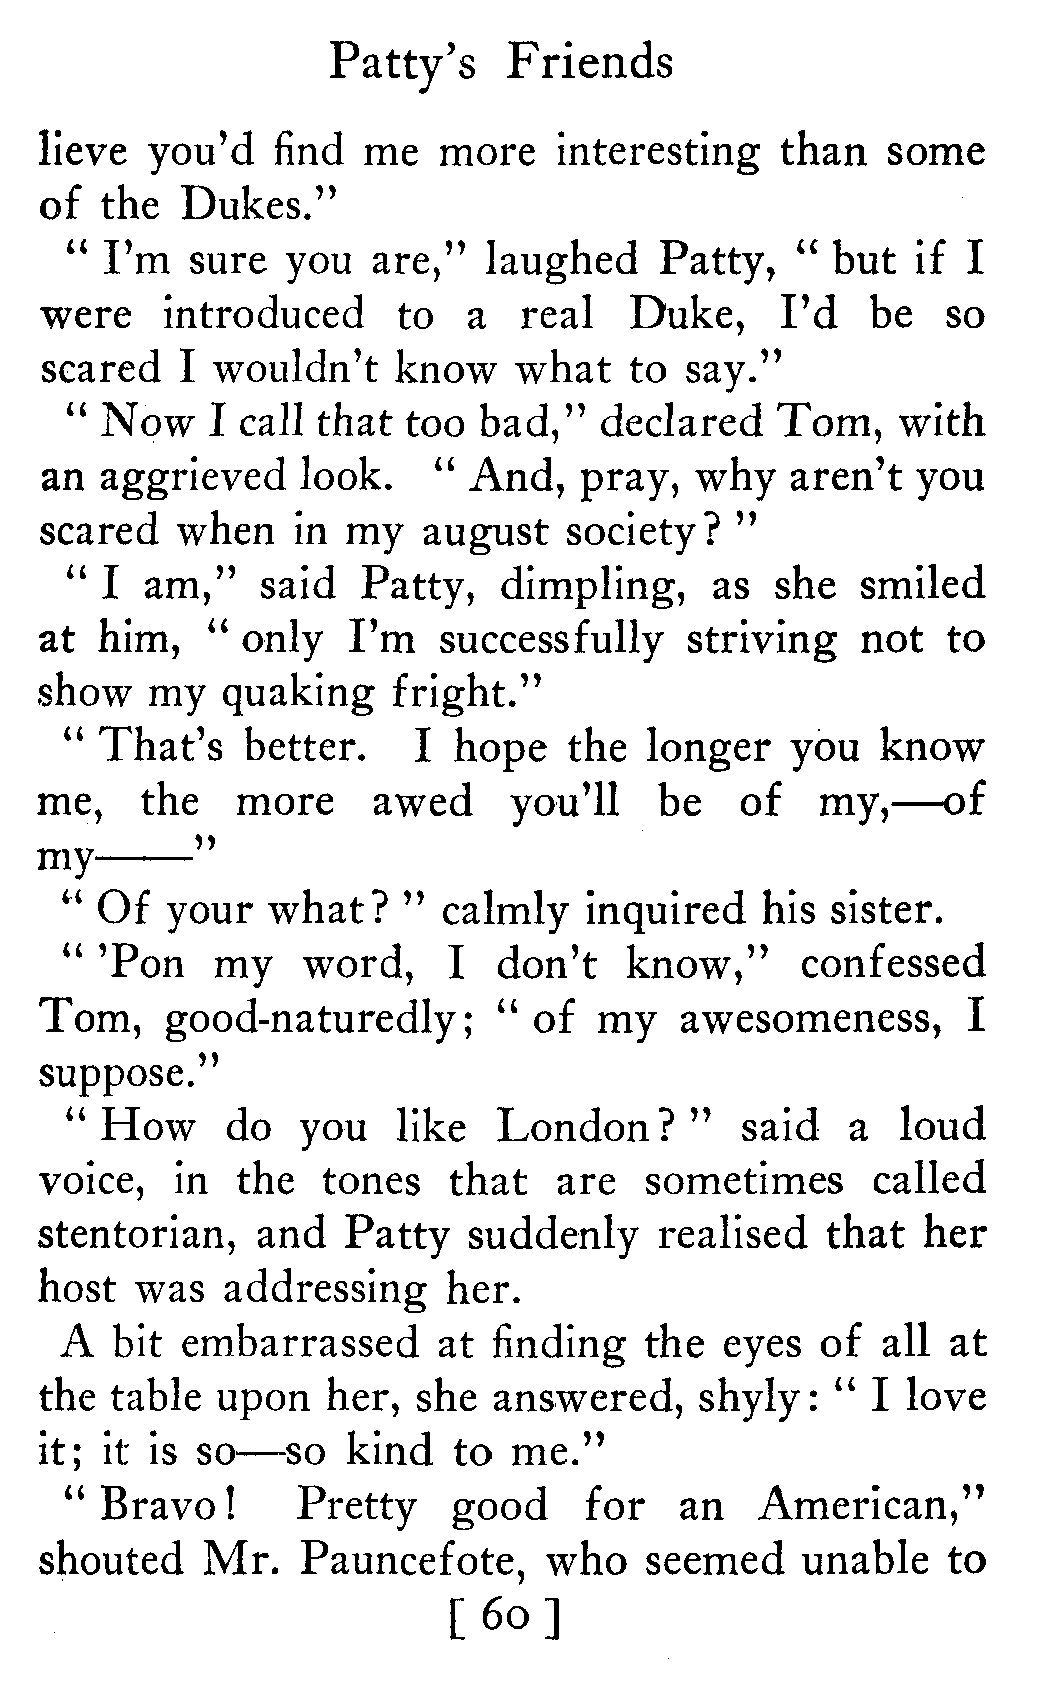 Patty's Friends
lieve you'd find me more interesting than some
of the Dukes."
" I'm sure you are," laughed Patty, " but if I
were introduced to a real Duke, I'd be so
scared I wouldn't know what to say."
" Now I call that too bad," declared Tom, with
an aggrieved look. " And, pray, why aren't you
scared when in my august society? "
" I am," said Patty, dimpling, as she smiled
at him, " only I'm successfully striving not to
show my quaking fright."
" That's better. I hope the longer you know
me, the more awed you'll be of my,—of
my——"
" Of your what? " calmly inquired his sister.
" 'Pon my word, I don't know," confessed
Tom, good-naturedly; " of my awesomeness, I
suppose."
" How do you like London? " said a loud
voice, in the tones that are sometimes called
stentorian, and Patty suddenly realised that her
host was addressing her.
A bit embarrassed at finding the eyes of all at
the table upon her, she answered, shyly: " I love
it; it is so—so kind to me."
" Bravo! Pretty good for an American,"
shouted Mr. Pauncefote, who seemed unable to
[ 60 ]